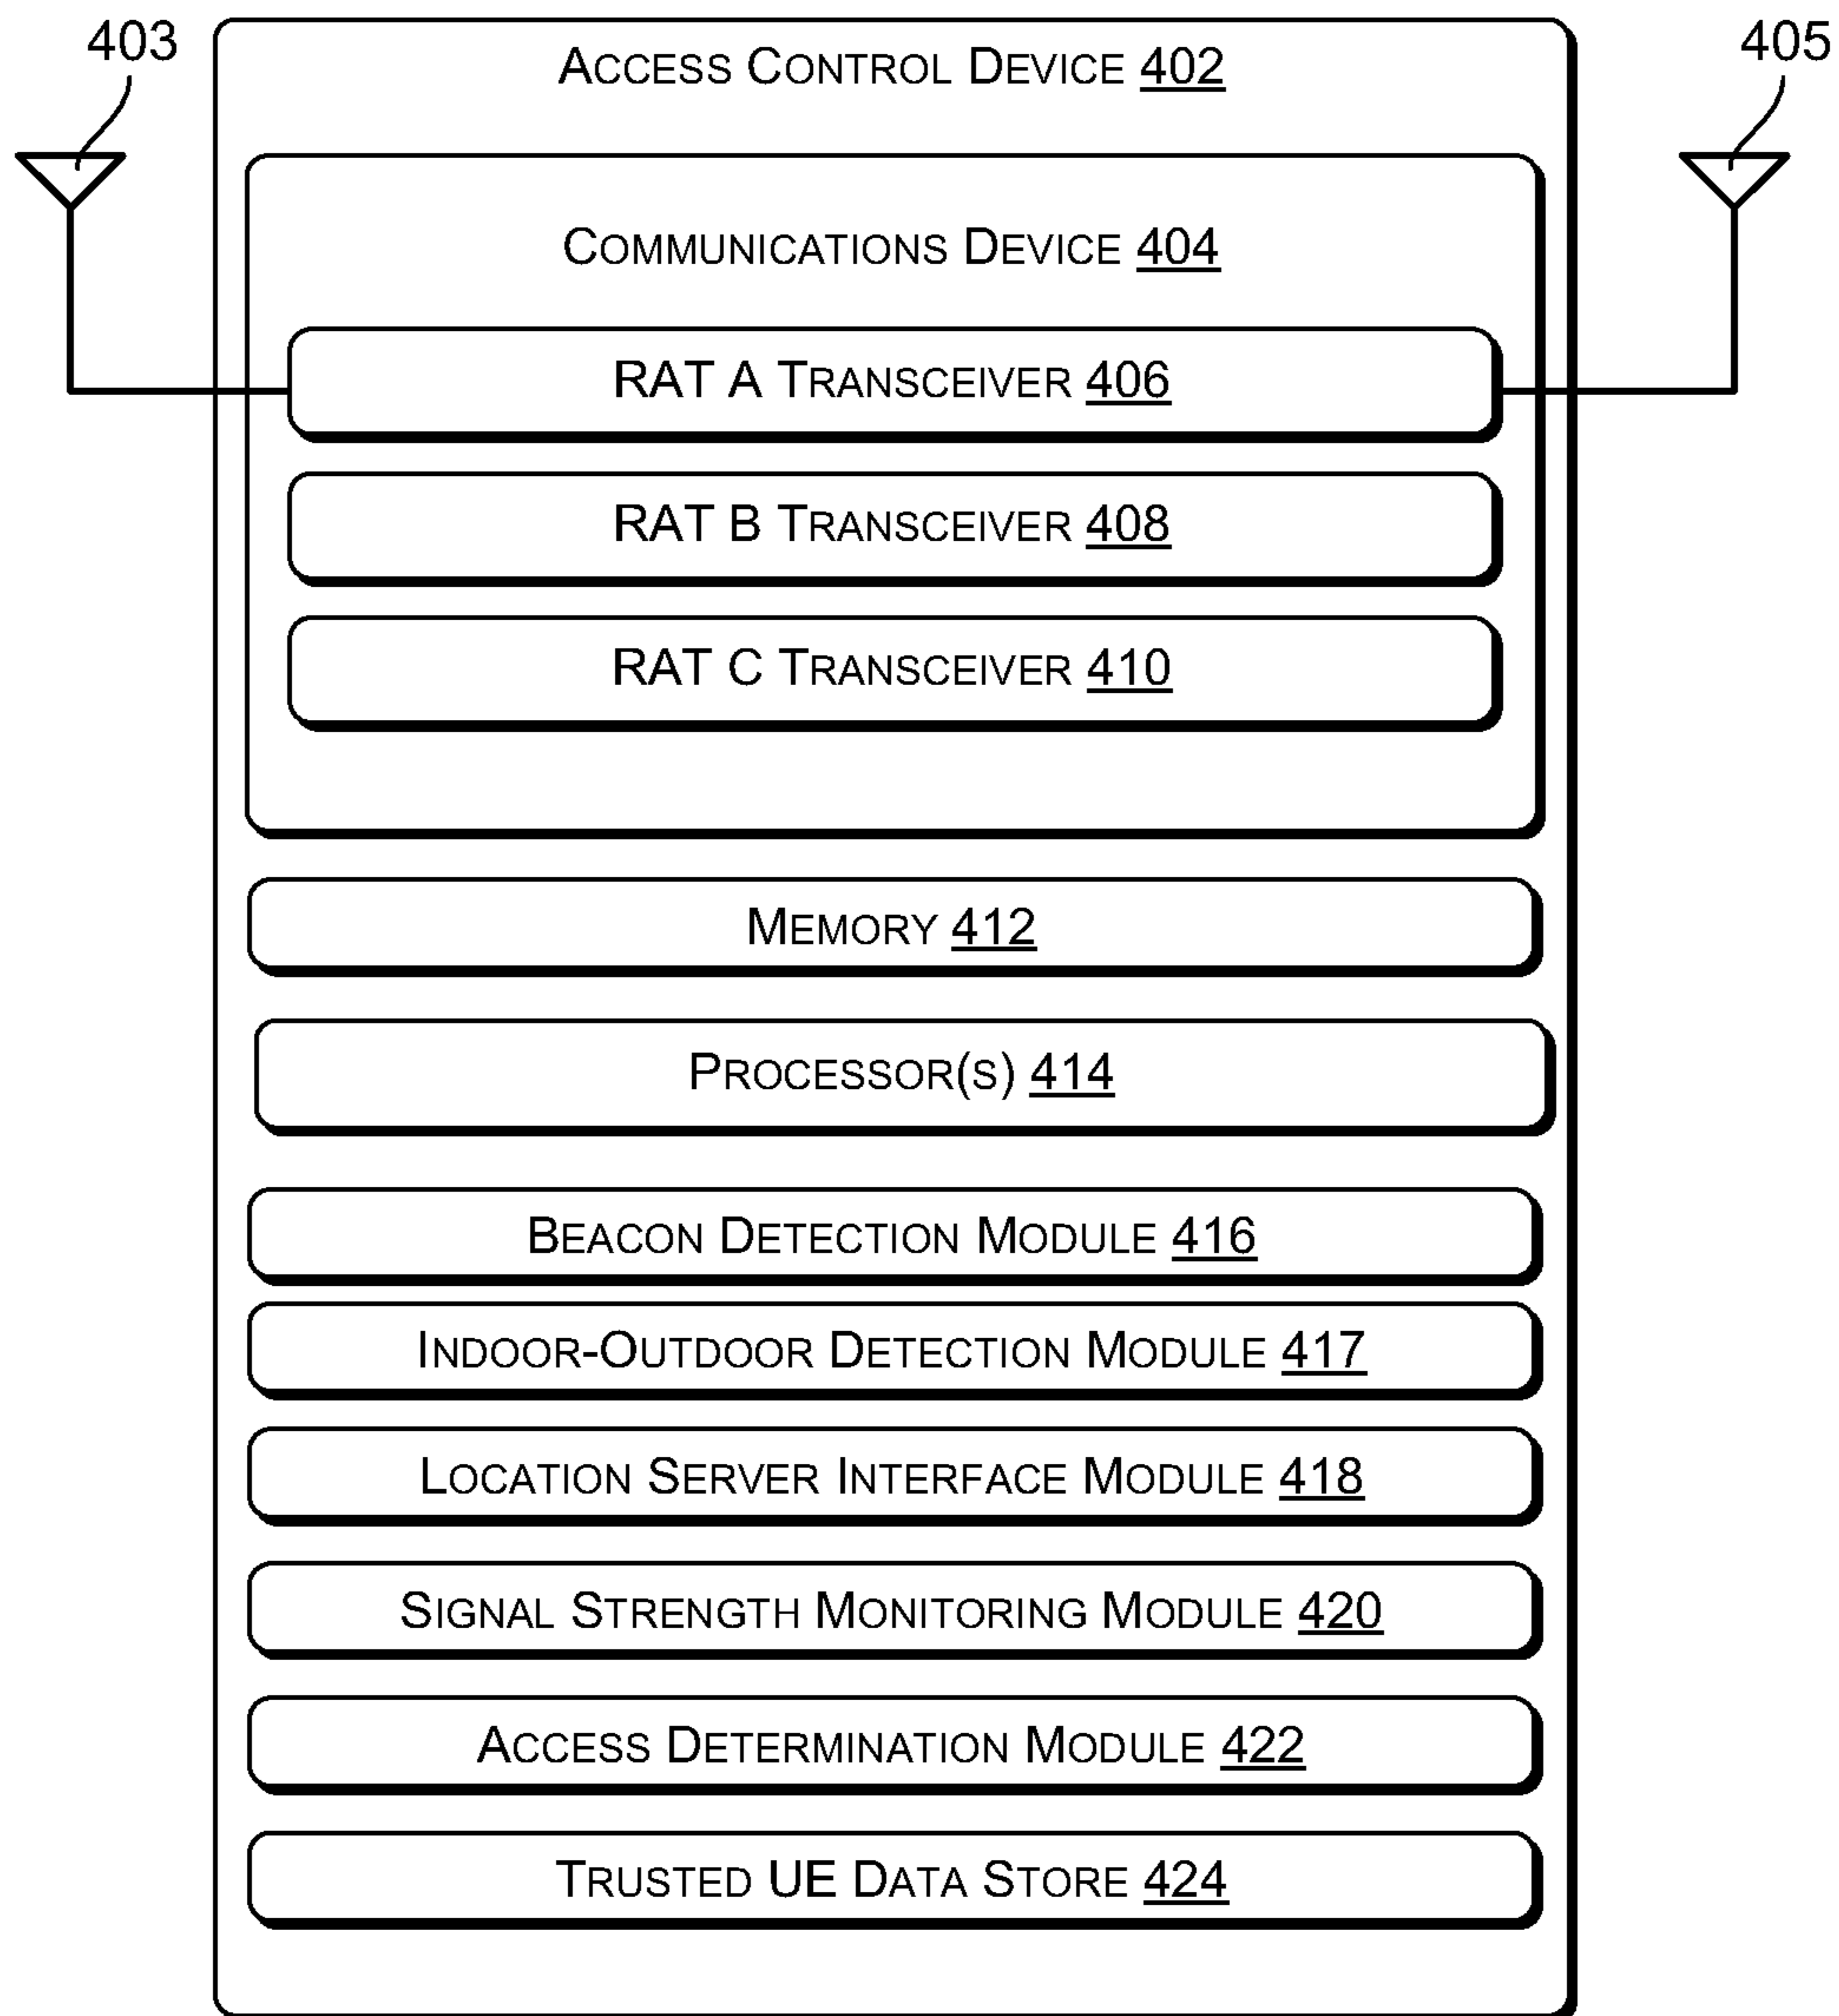 403
405
ACCESS CONTROL DEVICE 402
COMMUNICATIONS DEVICE 404
RAT A TRANSCEIVER 406
RAT B TRANSCEIVER 408
RAT C TRANSCEIVER 410
MEMORY 412
PROCESSOR(S) 414
BEACON DETECTION MODULE 416
INDOOR-OUTDOOR DETECTION MODULE 417
LOCATION SERVER INTERFACE MODULE 418
SIGNAL STRENGTH MONITORING MODULE 420
ACCESS DETERMINATION MODULE 422
TRUSTED UE DATA STORE 424